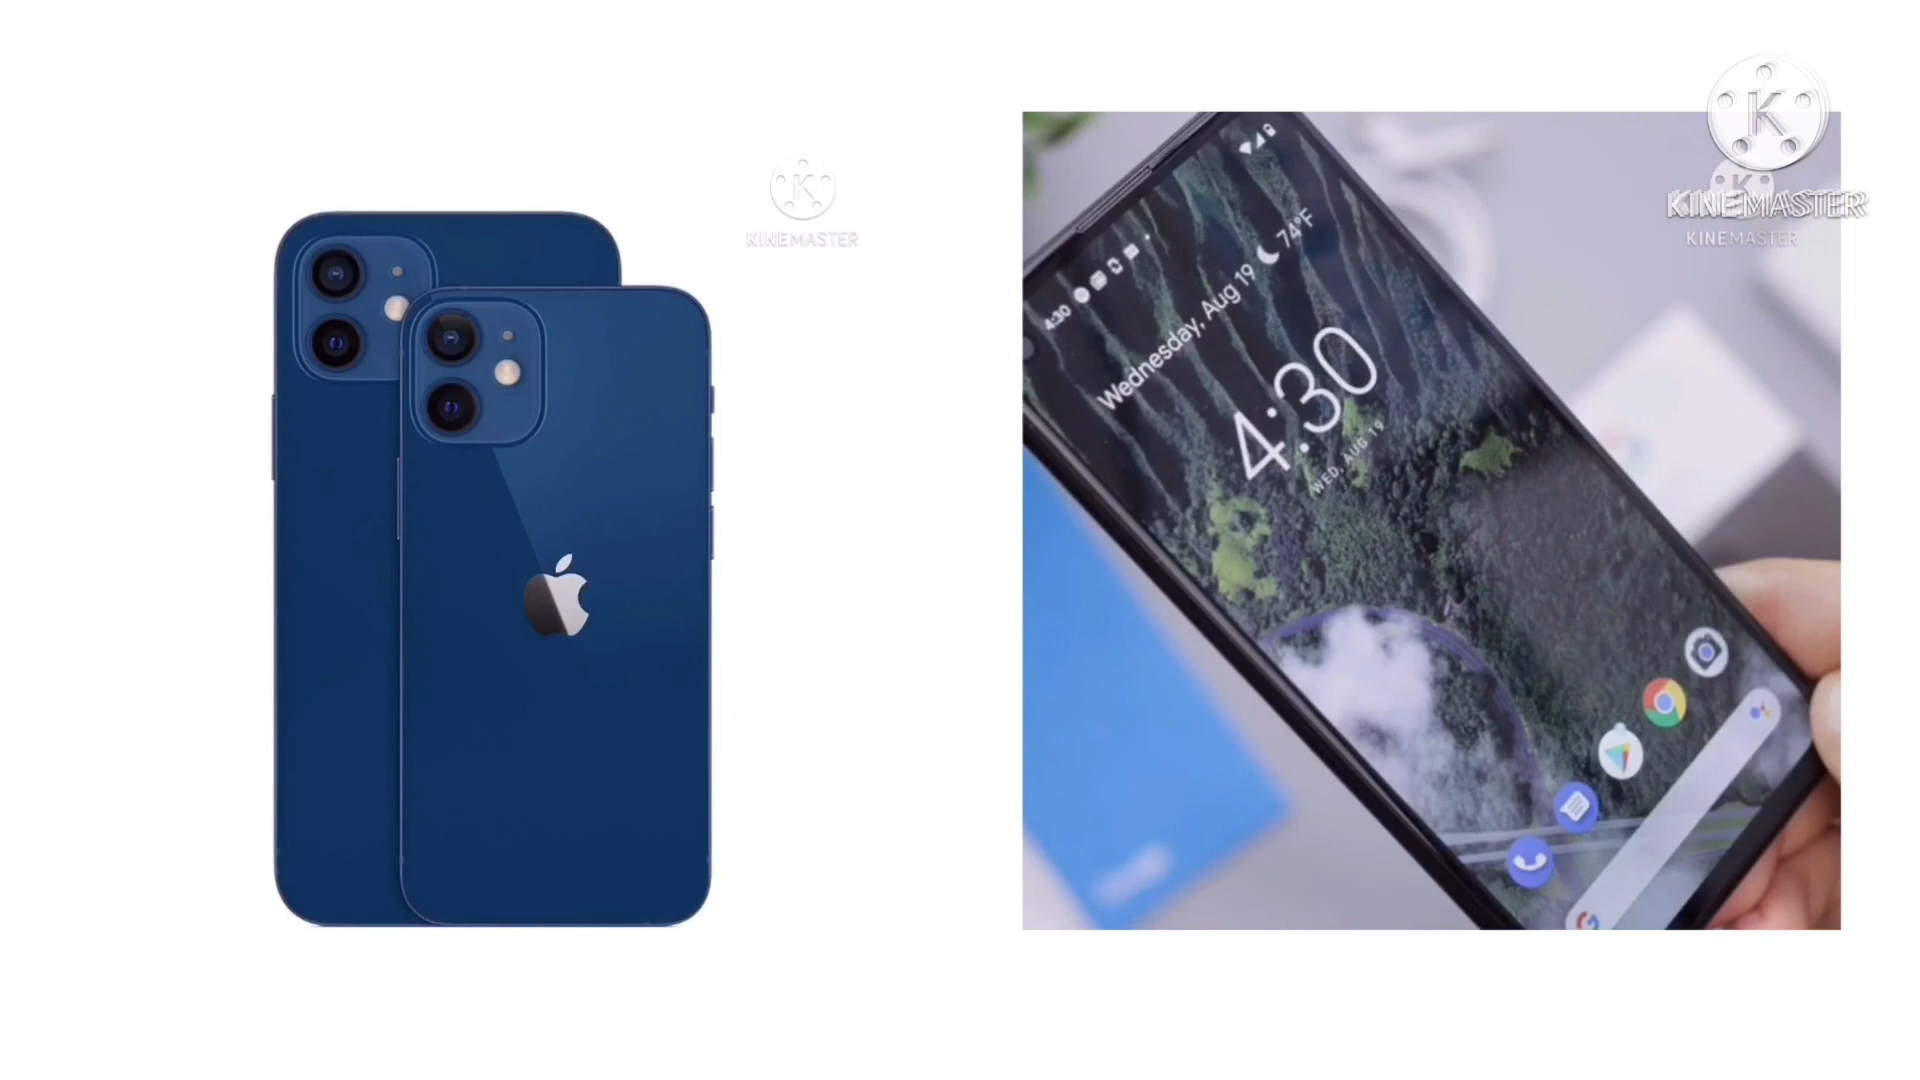 KINEMASTER
KINEMASTER
KINEMASTER
4:30
74°F
Wednesday, Aug 19
4:30
WED, AUG 19